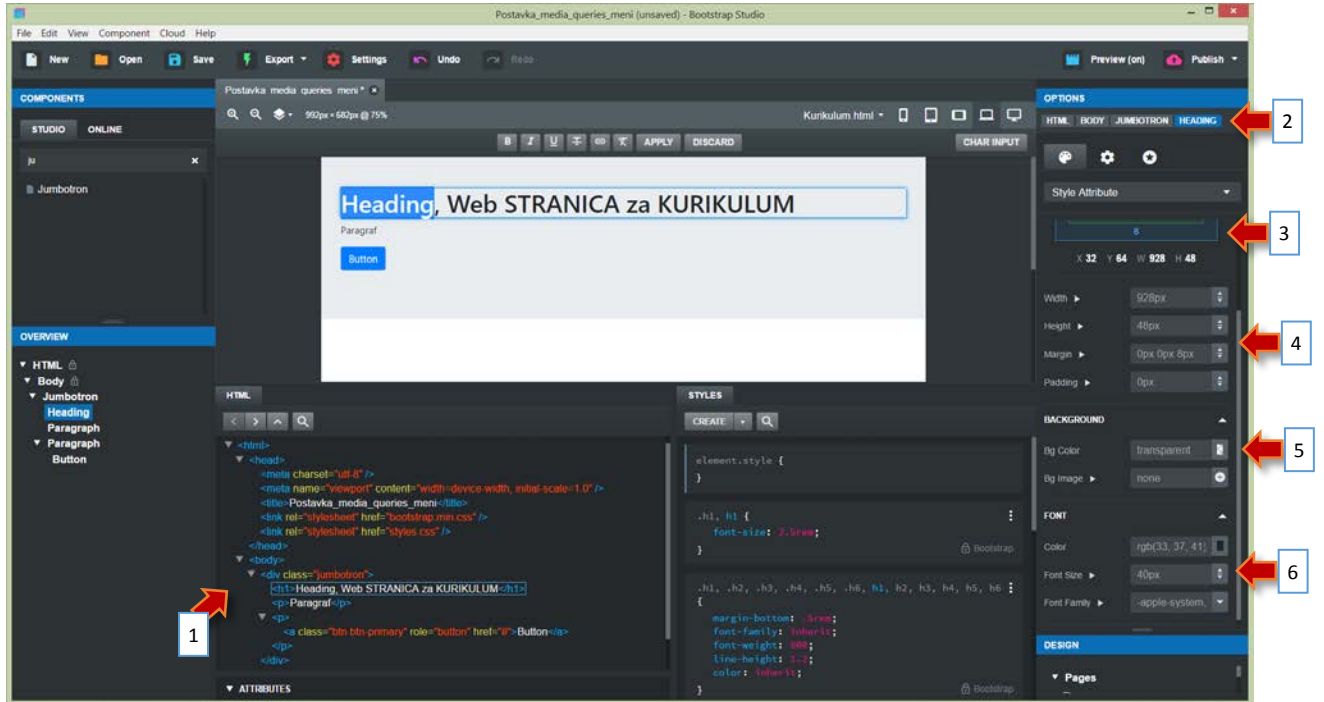 Postavka_media_queries_meni (unsaved) - Bootstrap Studio
File Edit View Component Cloud Help
New Open Save Export Settings Undo Redo Preview (on) Publish
COMPONENTS
STUDIO ONLINE
ju
Jumbotron
OVERVIEW
HTML
Body
Jumbotron
Heading
Paragraph
Paragraph
Button
Postavka media queries meni *
992px × 682px @ 75% Kurikulum html
B I U T APPLY DISCARD CHAR INPUT
Heading, Web STRANICA za KURIKULUM
Paragraf
Button
HTML
<html>
<head>
<meta charset="utf-8" />
<meta name="viewport" content="width=device-width, initial-scale=1.0" />
<title>Postavka_media_queries_meni</title>
<link rel="stylesheet" href="bootstrap.min.css" />
<link rel="stylesheet" href="styles.css" />
</head>
<body>
<div class="jumbotron">
<h1>Heading, Web STRANICA za KURIKULUM</h1>
<p>Paragraf</p>
<p>
<a class="btn btn-primary" role="button" href="#">Button</a>
</p>
</div>
ATTRIBUTES
STYLES
CREATE
element.style {
}
.h1, h1 {
font-size: 2.5rem;
} Bootstrap
.h1, .h2, .h3, .h4, .h5, .h6, h1, h2, h3, h4, h5, h6
{
margin-bottom: .5rem;
font-family: inherit;
font-weight: 500;
line-height: 1.2;
color: inherit;
} Bootstrap
OPTIONS
HTML BODY JUMBOTRON HEADING
Style Attribute
8
X 32 Y 64 W 928 H 48
Width 928px
Height 48px
Margin 0px 0px 8px
Padding 0px
BACKGROUND
Bg Color transparent
Bg Image none
FONT
Color rgb(33, 37, 41)
Font Size 40px
Font Family -apple-system,
DESIGN
Pages
1
2
3
4
5
6